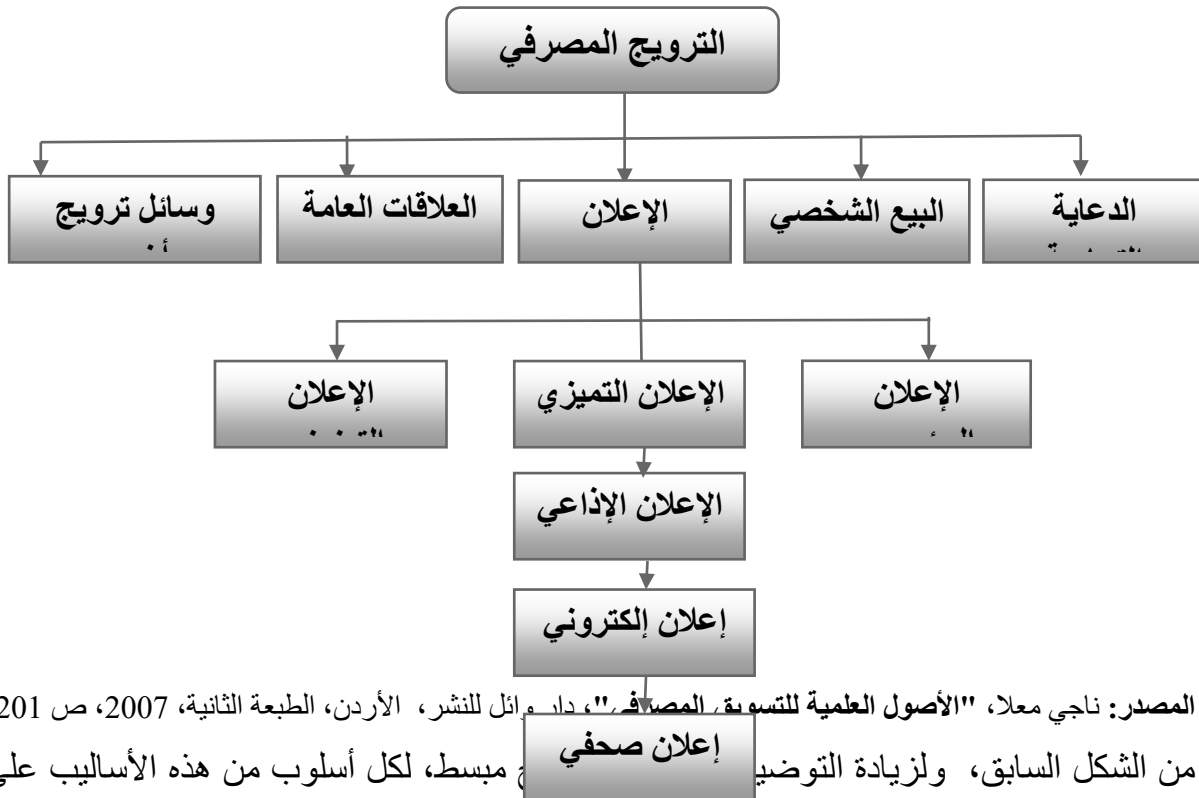 الترويج المصرفي
الدعاية
البيع الشخصي
الإعلان
العلاقات العامة
وسائل ترويج
الإعلان
الإعلان التميزي
الإعلان
الإعلان الإذاعي
إعلان إلكتروني
المصدر: ناجي معلا، "الأصول العلمية للتسويق المصرفي"، دار وائل للنشر، الأردن، الطبعة الثانية، 2007، ص 201
إعلان صحفي
من الشكل السابق، ولزيادة التوضيح مبسط، لكل أسلوب من هذه الأساليب على